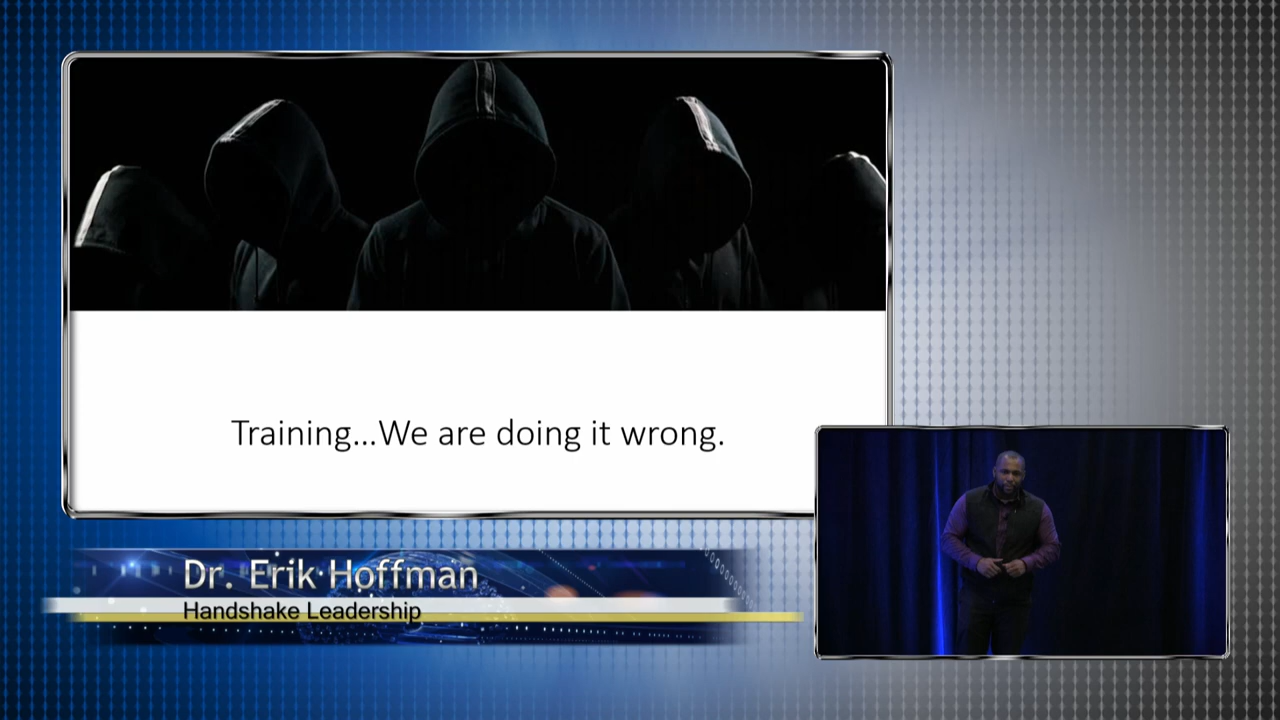 Training...We are doing it wrong.
Dr. Erik Hoffman
Handshake Leadership